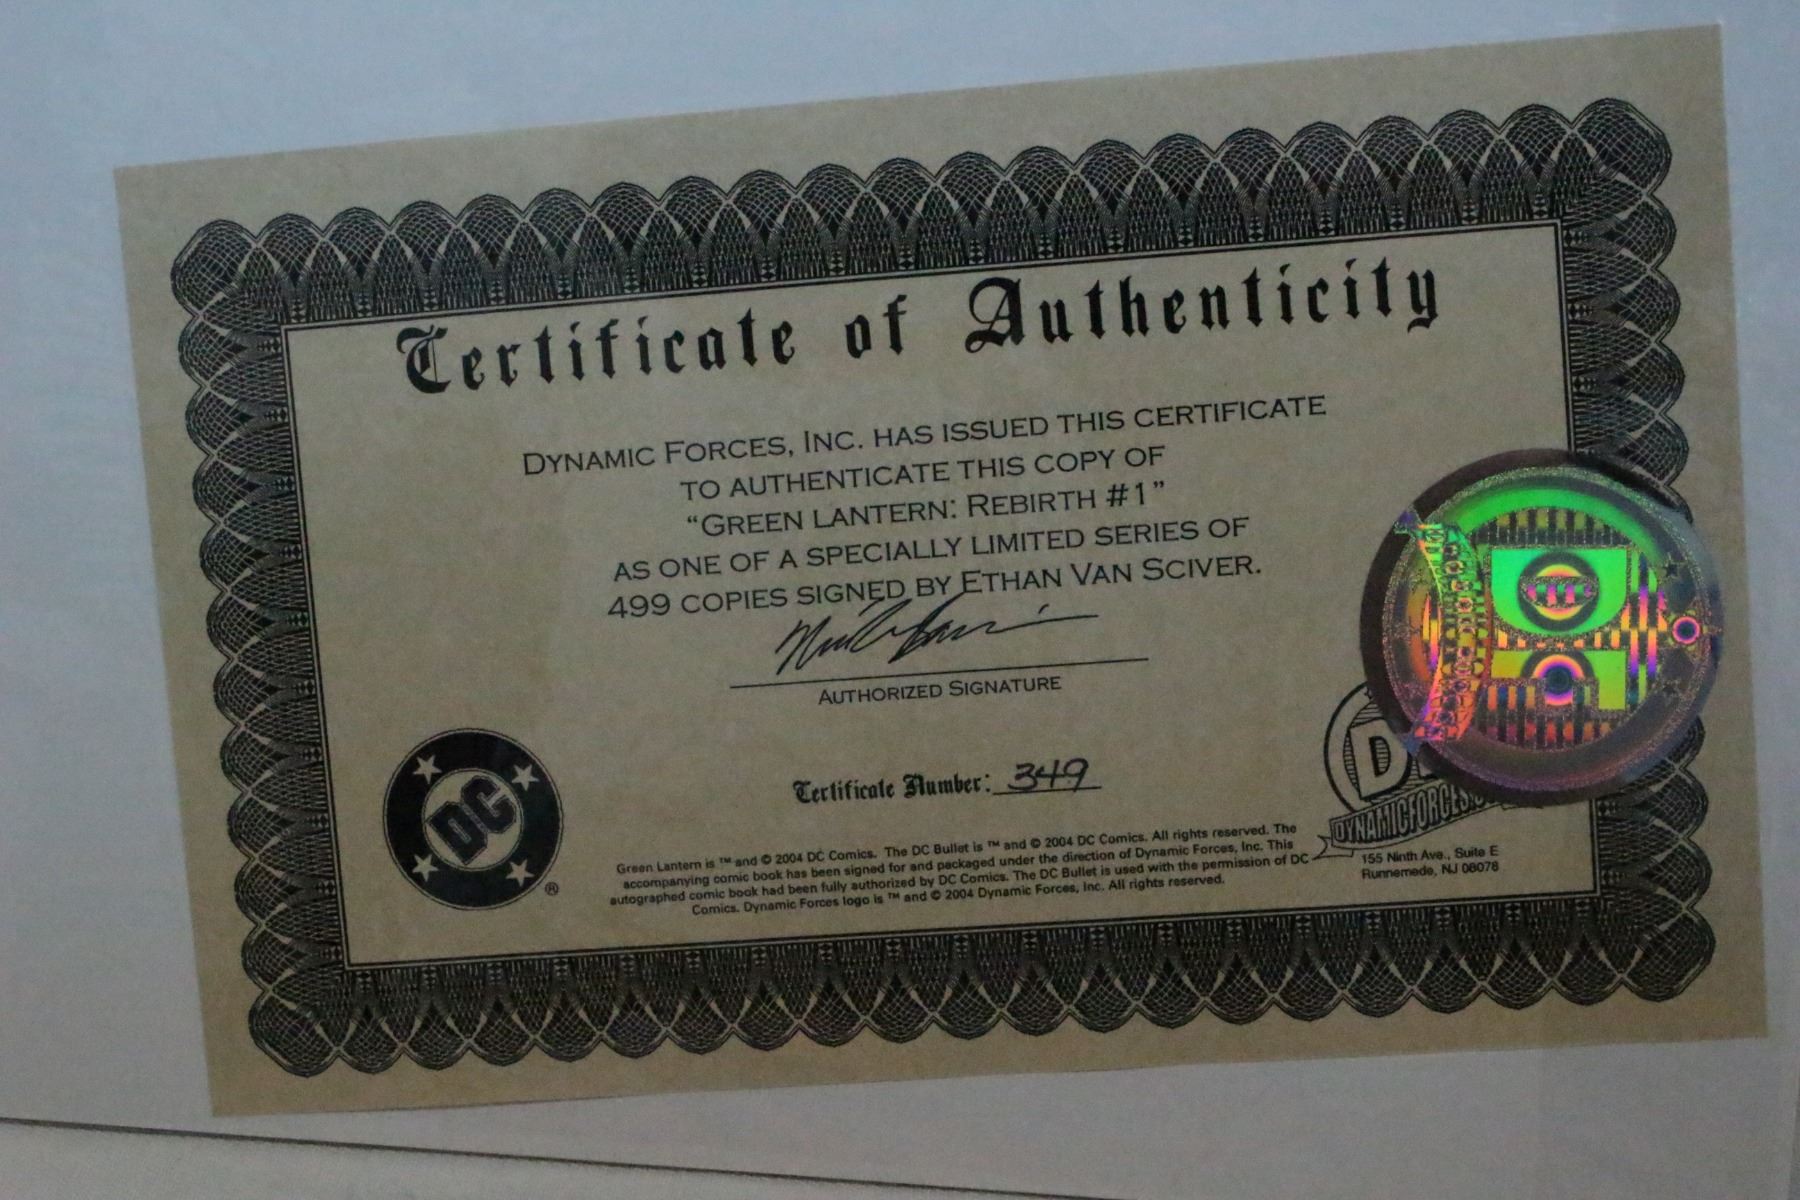 Certificate of Authenticity
DYNAMIC FORCES, INC. HAS ISSUED THIS CERTIFICATE
TO AUTHENTICATE THIS COPY OF
“GREEN LANTERN: REBIRTH #1”
AS ONE OF A SPECIALLY LIMITED SERIES OF
499 COPIES SIGNED BY ETHAN VAN SCIVER.
AUTHORIZED SIGNATURE
Certificate Number: 349
DC
®
Green Lantern is ™ and © 2004 DC Comics. The DC Bullet is ™ and © 2004 DC Comics. All rights reserved. The
accompanying comic book has been signed for and packaged under the direction of Dynamic Forces, Inc. This
autographed comic book had been fully authorized by DC Comics. The DC Bullet is used with the permission of DC
Comics. Dynamic Forces logo is ™ and © 2004 Dynamic Forces, Inc. All rights reserved.
155 Ninth Ave., Suite E
Runnemede, NJ 08078